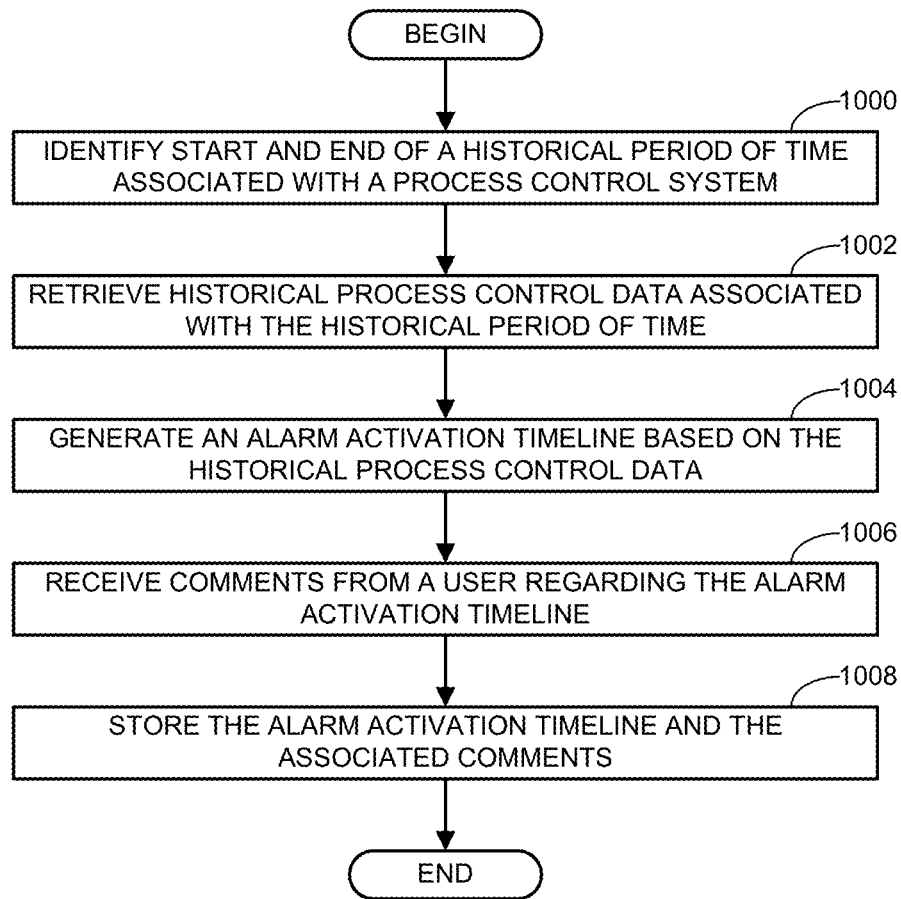 BEGIN
1000
IDENTIFY START AND END OF A HISTORICAL PERIOD OF TIME
ASSOCIATED WITH A PROCESS CONTROL SYSTEM
1002
RETRIEVE HISTORICAL PROCESS CONTROL DATA ASSOCIATED
WITH THE HISTORICAL PERIOD OF TIME
1004
GENERATE AN ALARM ACTIVATION TIMELINE BASED ON THE
HISTORICAL PROCESS CONTROL DATA
1006
RECEIVE COMMENTS FROM A USER REGARDING THE ALARM
ACTIVATION TIMELINE
1008
STORE THE ALARM ACTIVATION TIMELINE AND THE
ASSOCIATED COMMENTS
END